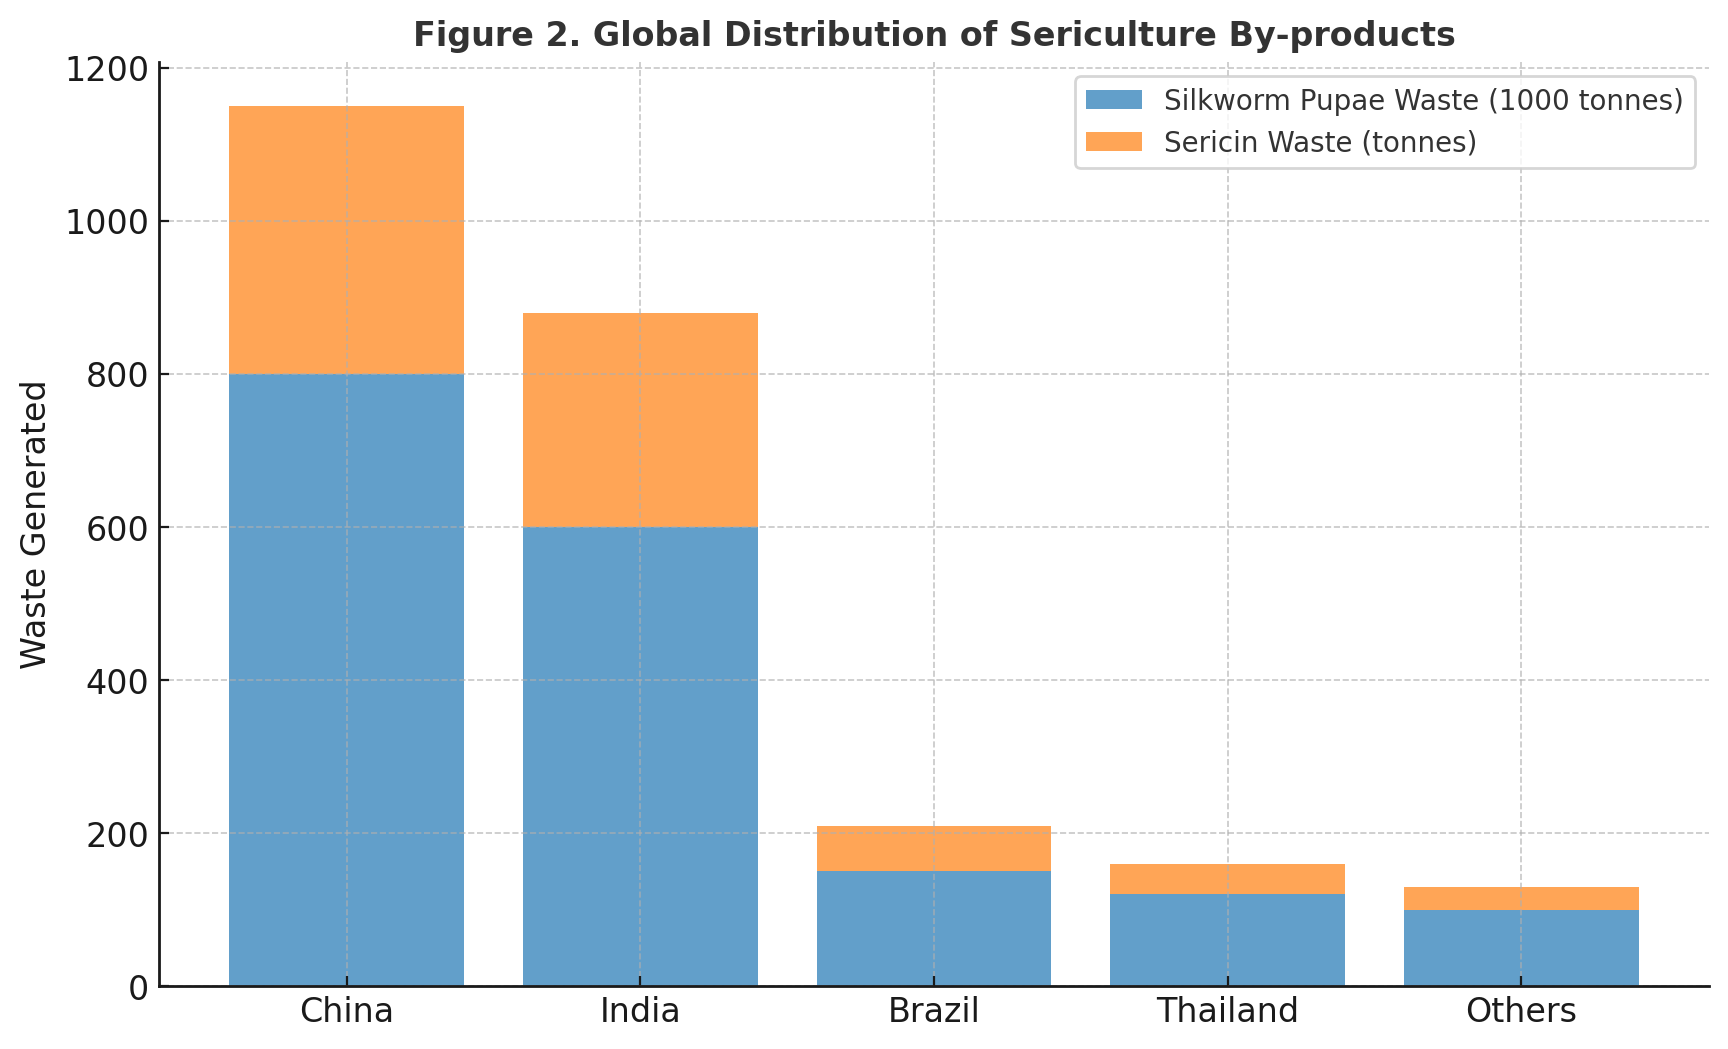 Figure 2. Global Distribution of Sericulture By-products
Silkworm Pupae Waste (1000 tonnes)
Sericin Waste (tonnes)
Waste Generated
1200
1000
800
600
400
200
0
China
India
Brazil
Thailand
Others